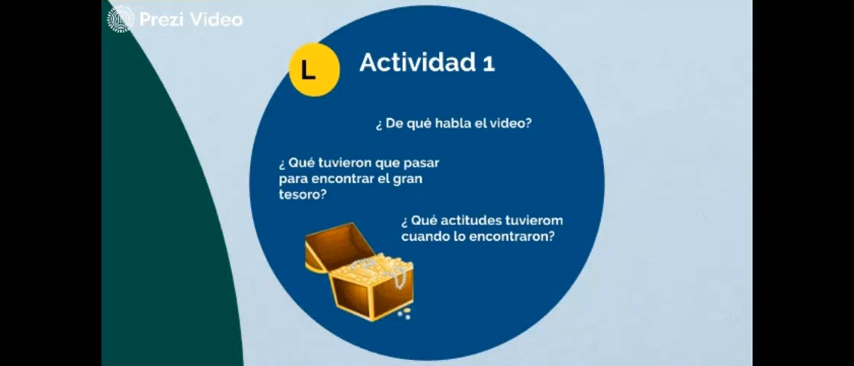 Prezi Video
L
Actividad 1
¿ De qué habla el video?
¿ Qué tuvieron que pasar
para encontrar el gran
tesoro?
¿ Qué actitudes tuvierom
cuando lo encontraron?